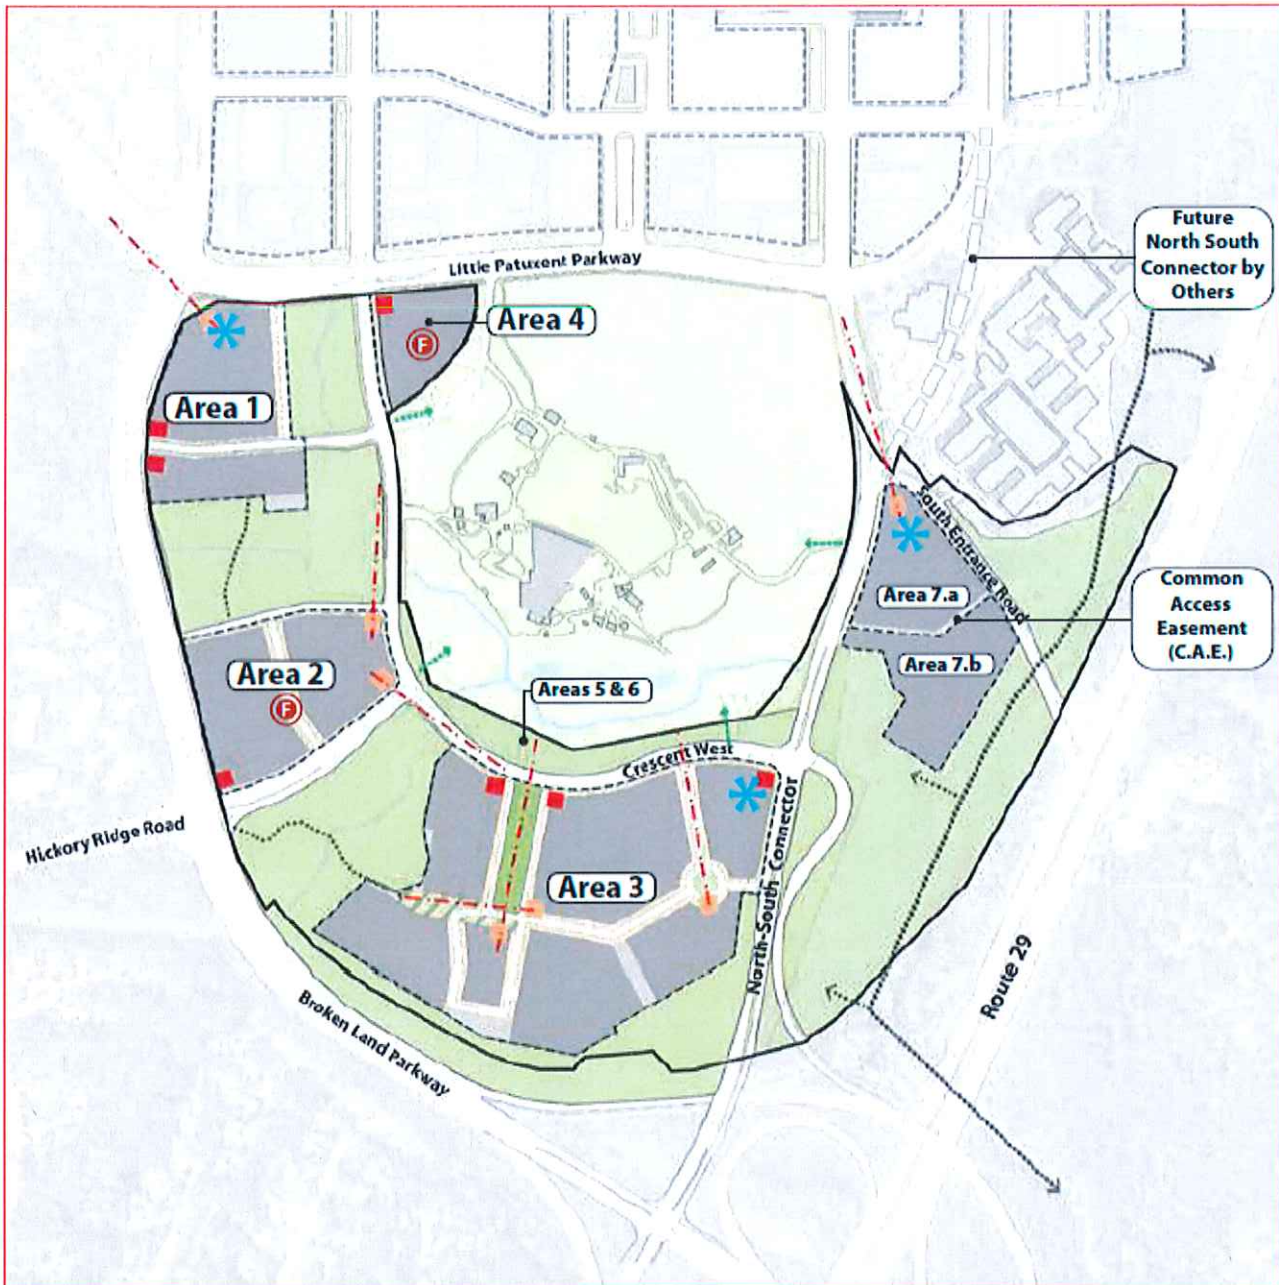 Little Patuxent Parkway
Future
North South
Connector by
Others
Area 4
F
Area 1
South Entrance Road
Area 7.a
Common
Access
Easement
(C.A.E.)
Area 7.b
Area 2
F
Areas 5 & 6
Crescent West
Hickory Ridge Road
Area 3
North-South Connector
Route 29
Broken Land Parkway